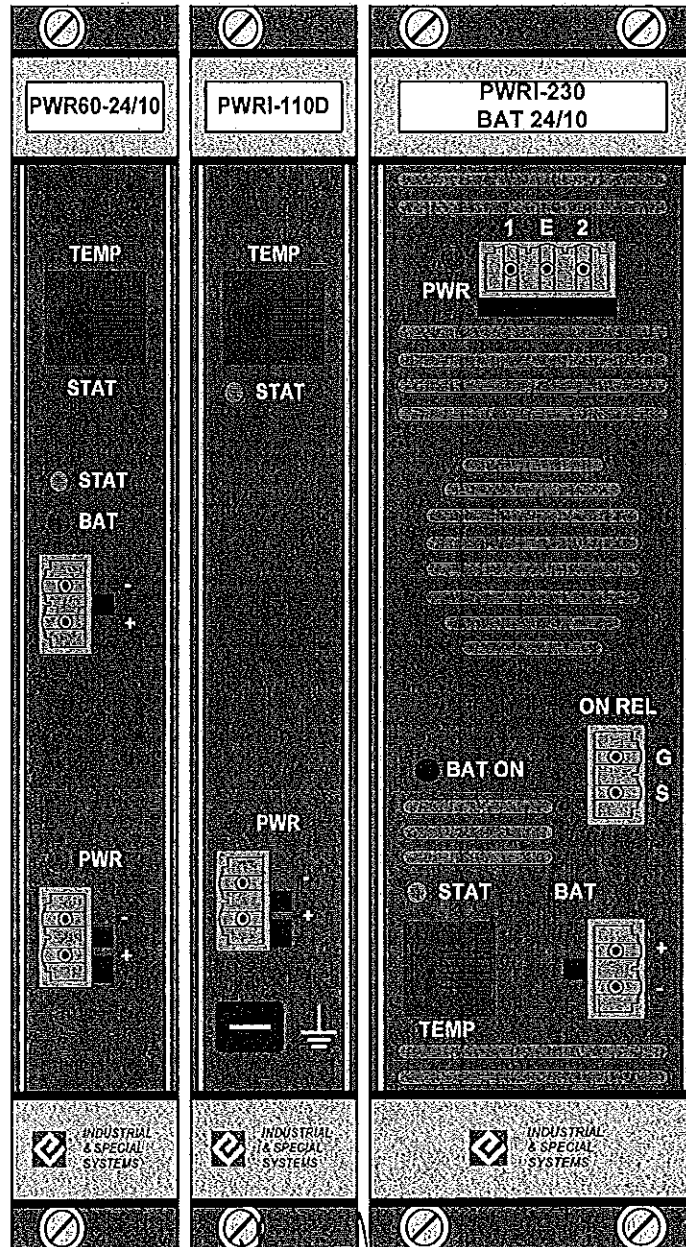 PWR60-24/10
TEMP
STAT
STAT
BAT
-
+
PWR
-
+
INDUSTRIAL
& SPECIAL
SYSTEMS
PWRI-110D
TEMP
STAT
PWR
-
+
INDUSTRIAL
& SPECIAL
SYSTEMS
PWRI-230
BAT 24/10
1 E 2
PWR
ON REL
G
S
BAT ON
STAT BAT
+
-
TEMP
INDUSTRIAL
& SPECIAL
SYSTEMS